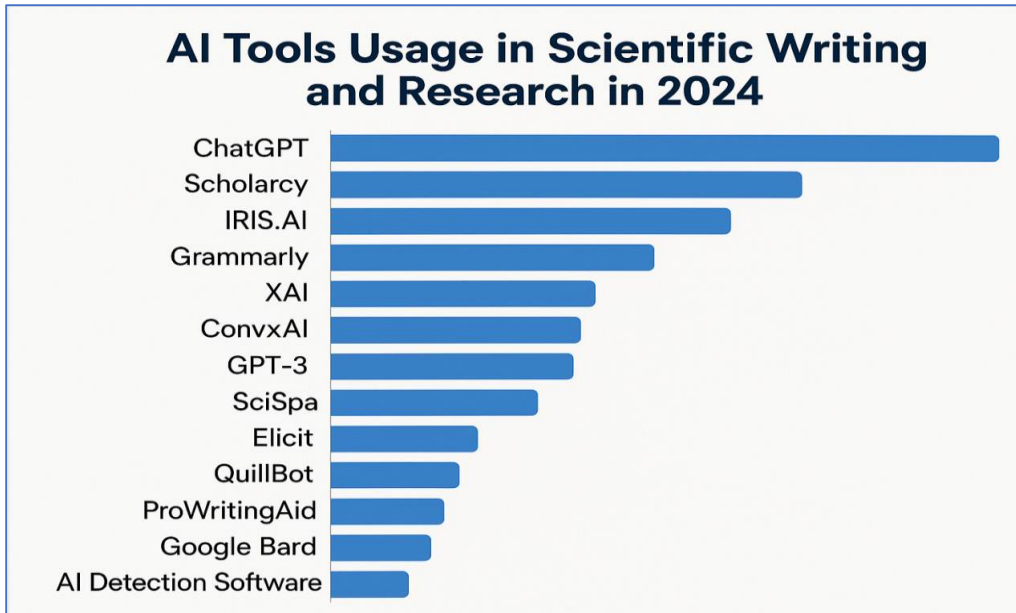 AI Tools Usage in Scientific Writing
and Research in 2024
ChatGPT
Scholarcy
IRIS.AI
Grammarly
XAI
ConvxAI
GPT-3
SciSpa
Elicit
QuillBot
ProWritingAid
Google Bard
AI Detection Software